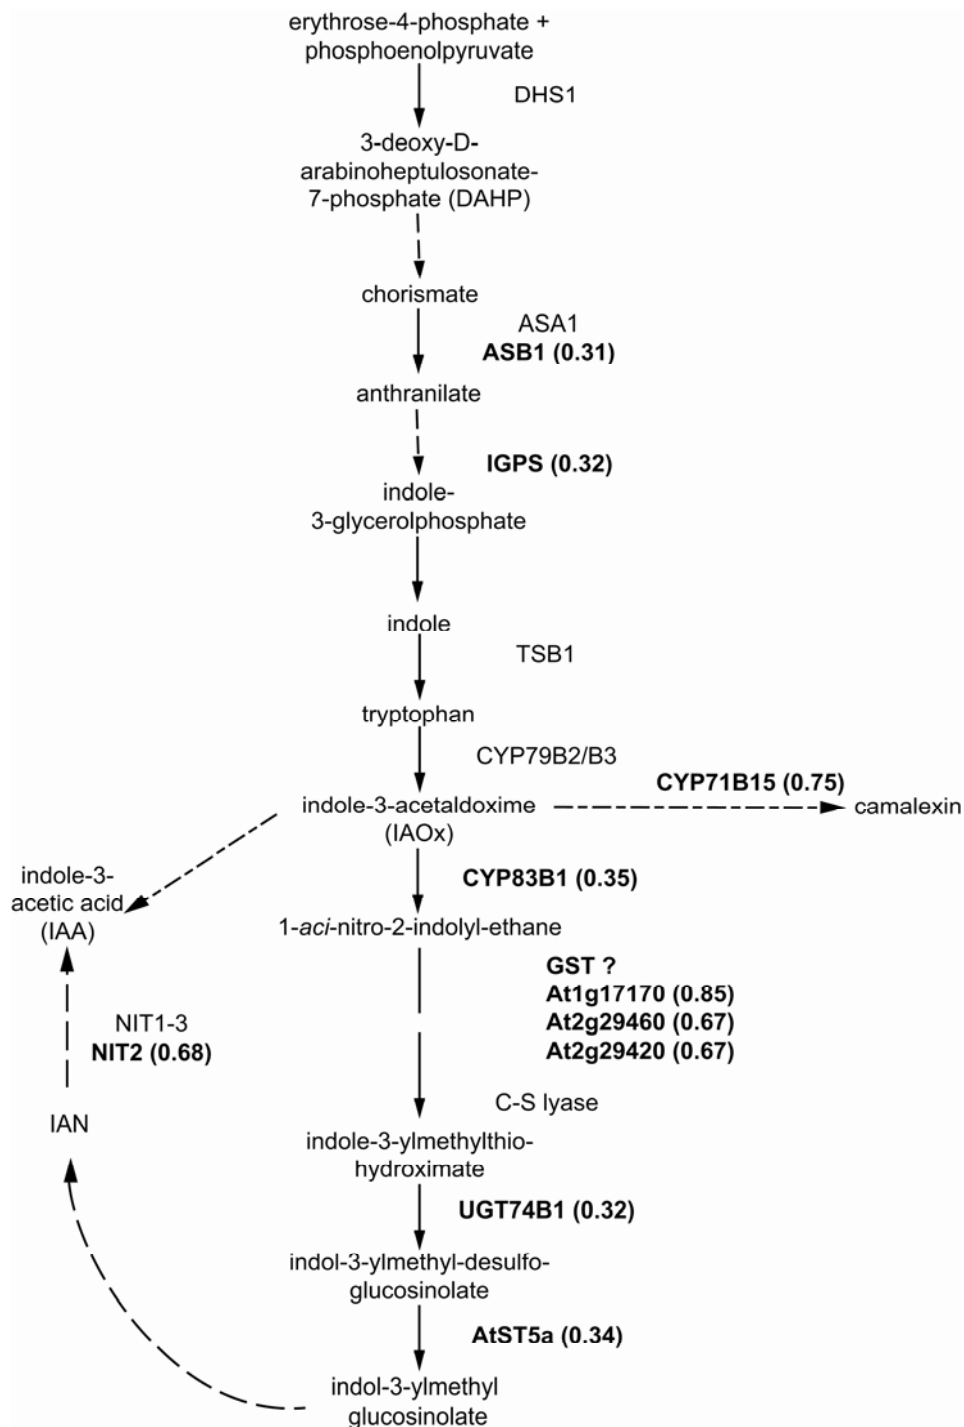 erythrose-4-phosphate +
phosphoenolpyruvate
DHS1
3-deoxy-D-
arabinoheptulosonate-
7-phosphate (DAHP)
chorismate
ASA1
ASB1 (0.31)
anthranilate
IGPS (0.32)
indole-
3-glycerolphosphate
indole
TSB1
tryptophan
CYP79B2/B3
CYP71B15 (0.75)
indole-3-acetaldoxime
(IAOx)
camalexin
CYP83B1 (0.35)
indole-3-
acetic acid
(IAA)
1-aci-nitro-2-indolyl-ethane
GST ?
At1g17170 (0.85)
At2g29460 (0.67)
At2g29420 (0.67)
NIT1-3
NIT2 (0.68)
C-S lyase
IAN
indole-3-ylmethylthio-
hydroximate
UGT74B1 (0.32)
indol-3-ylmethyl-desulfo-
glucosinolate
AtST5a (0.34)
indol-3-ylmethyl
glucosinolate